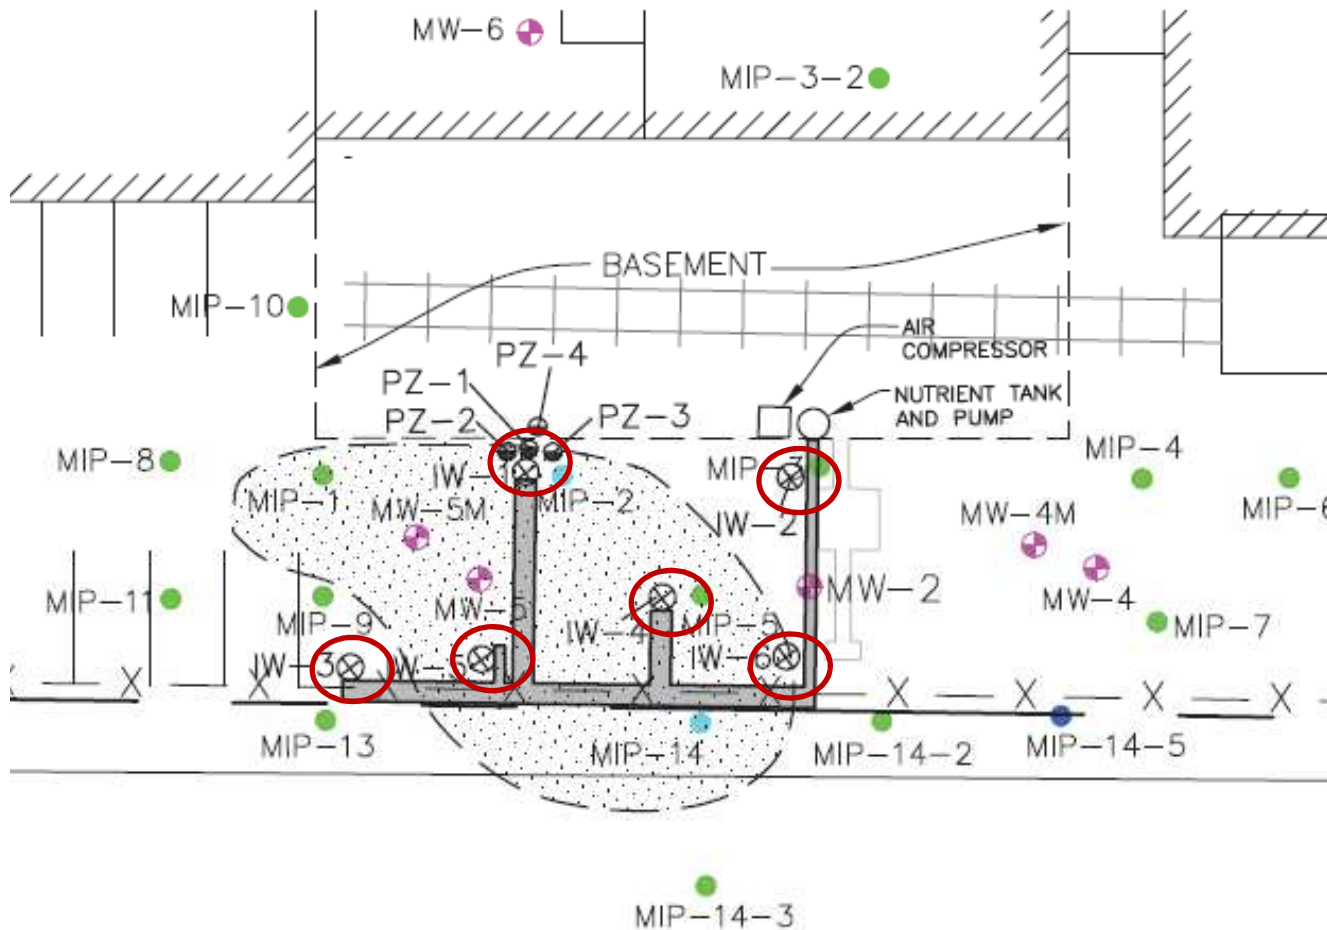 MW-6
MIP-3-2
BASEMENT
MIP-10
AIR
COMPRESSOR
PZ-4
PZ-1
NUTRIENT TANK
AND PUMP
PZ-2
PZ-3
MIP-8
IW-1
MIP-3
MIP-4
MIP-1
MIP-2
MW-5M
IW-2
MW-4M
MIP-6
MIP-11
MW-5
MW-2
MW-4
MIP-9
IW-4
MIP-5
MIP-7
IW-3
IW-5
IW-6
X X X X X X X X X
MIP-13
MIP-14
MIP-14-2
MIP-14-5
MIP-14-3